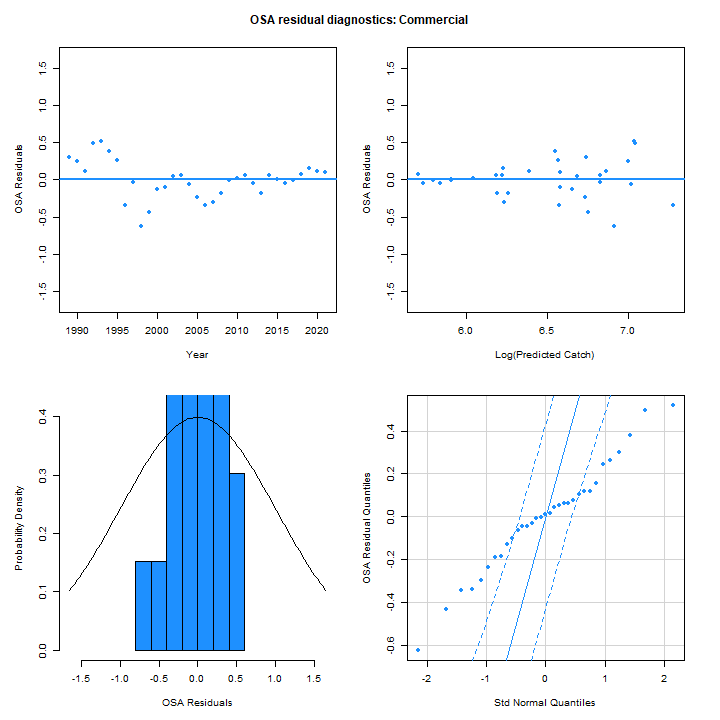 OSA residual diagnostics: Commercial
OSA Residuals
1.5
1.0
0.5
0.0
-0.5
-1.0
-1.5
1990 1995 2000 2005 2010 2015 2020
Year
OSA Residuals
1.5
1.0
0.5
0.0
-0.5
-1.0
-1.5
6.0 6.5 7.0
Log(Predicted Catch)
Probability Density
0.4
0.3
0.2
0.1
0.0
-1.5 -1.0 -0.5 0.0 0.5 1.0 1.5
OSA Residuals
OSA Residual Quantiles
0.4
0.2
0.0
-0.2
-0.4
-0.6
-2 -1 0 1 2
Std Normal Quantiles